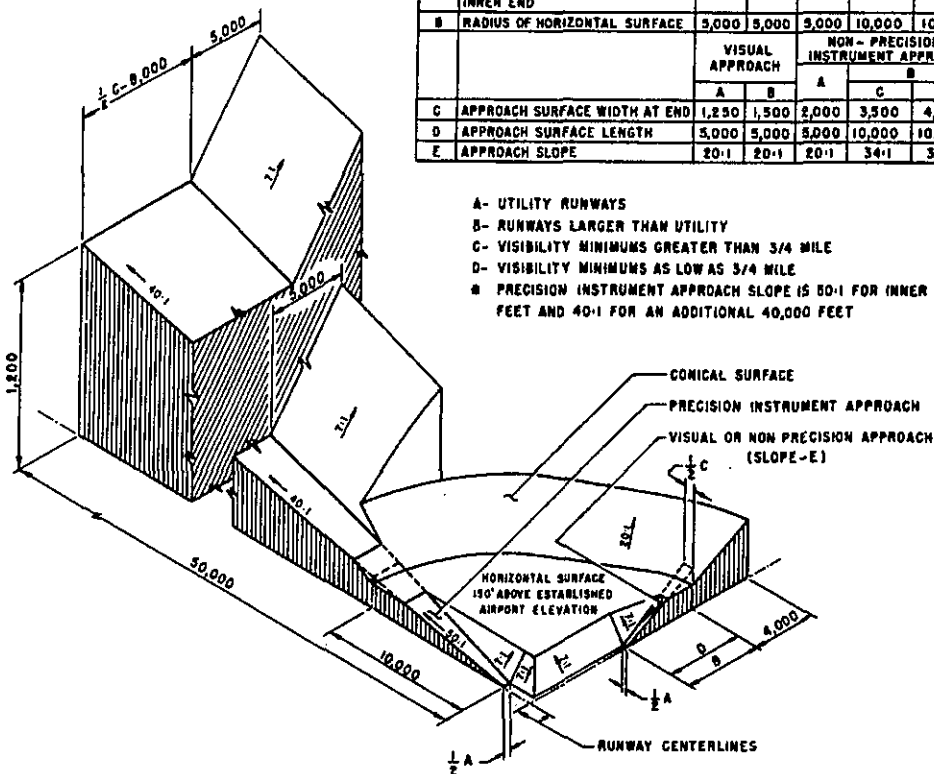 INNER END
B RADIUS OF HORIZONTAL SURFACE 5,000 5,000 5,000 10,000
VISUAL APPROACH
NON-PRECISION INSTRUMENT
A B A B
C
C APPROACH SURFACE WIDTH AT END 1,250 1,500 2,000 3,500
D APPROACH SURFACE LENGTH 5,000 5,000 5,000 10,000
E APPROACH SLOPE 20:1 20:1 20:1 34:1
A- UTILITY RUNWAYS
B- RUNWAYS LARGER THAN UTILITY
C- VISIBILITY MINIMUMS GREATER THAN 3/4 MILE
D- VISIBILITY MINIMUMS AS LOW AS 3/4 MILE
PRECISION INSTRUMENT APPROACH SLOPE IS 50:1 FOR INNER
FEET AND 40:1 FOR AN ADDITIONAL 40,000 FEET
5,000
1/2 C-8,000
7:1
40:1
5,000
1,200
7:1
CONICAL SURFACE
PRECISION INSTRUMENT APPROACH
VISUAL OR NON PRECISION APPROACH
(SLOPE-E)
1/2 C
40:1
20:1
50,000
HORIZONTAL SURFACE
150' ABOVE ESTABLISHED
AIRPORT ELEVATION
50:1
7:1
7:1
7:1
7:1
7:1
10,000
4,000
D
B
1/2 A
RUNWAY CENTERLINES
1/2 A